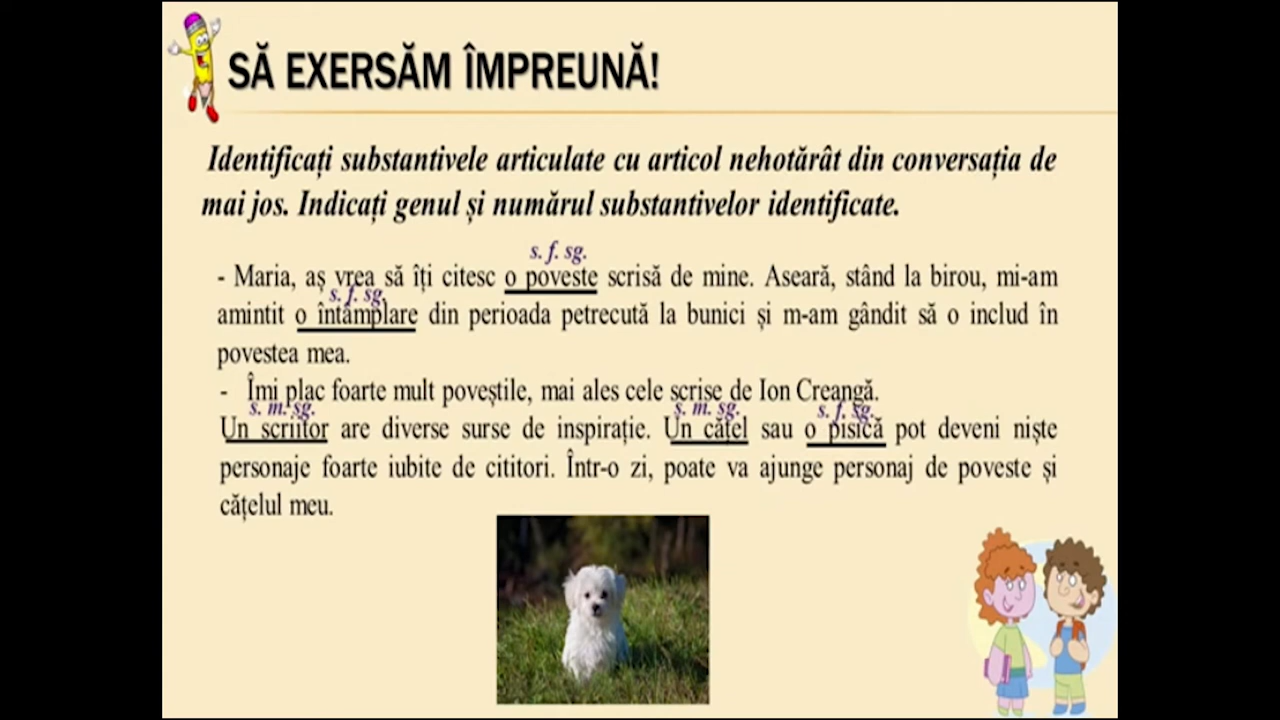 SĂ EXERSĂM ÎMPREUNĂ!
Identificați substantivele articulate cu articol nehotărât din conversația de
mai jos. Indicați genul și numărul substantivelor identificate.
s. f. sg.
- Maria, aș vrea să îți citesc o poveste scrisă de mine. Aseară, stând la birou, mi-am
s. f. sg.
amintit o întâmplare din perioada petrecută la bunici și m-am gândit să o includ în
povestea mea.
- Îmi plac foarte mult poveștile, mai ales cele scrise de Ion Creangă.
s. m. sg. s. m. sg. s. f. sg.
Un scriitor are diverse surse de inspirație. Un cățel sau o pisică pot deveni niște
personaje foarte iubite de cititori. Într-o zi, poate va ajunge personaj de poveste și
cățelul meu.